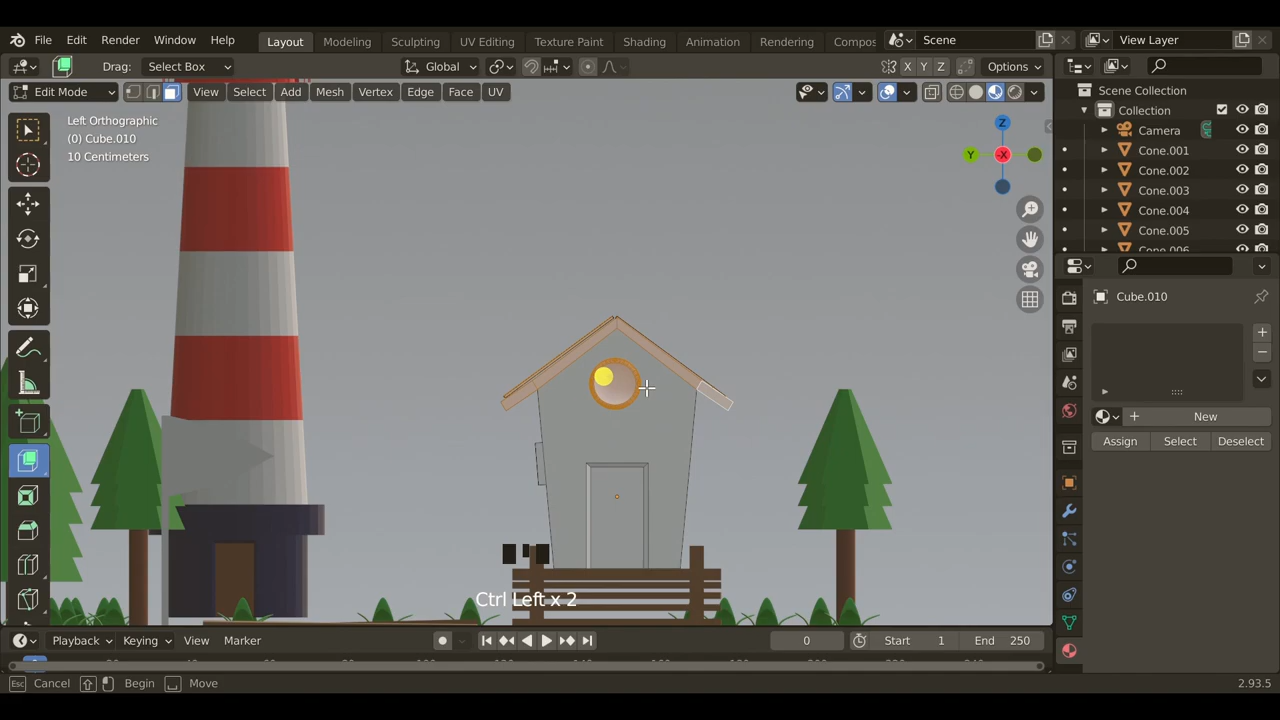 File Edit Render Window Help Layout Modeling Sculpting UV Editing Texture Paint Shading Animation Rendering Compos Scene View Layer
Drag: Select Box Global X Y Z Options
Edit Mode View Select Add Mesh Vertex Edge Face UV
Scene Collection
Collection
Camera
Cone.001
Cone.002
Cone.003
Cone.004
Cone.005
Cone.006
Left Orthographic
(0) Cube.010
10 Centimeters
Z
Y
-X
Cube.010
New
Assign Select Deselect
Ctrl Left x 2
Playback Keying View Marker 0 Start 1 End 250
Esc Cancel Begin Move 2.93.5